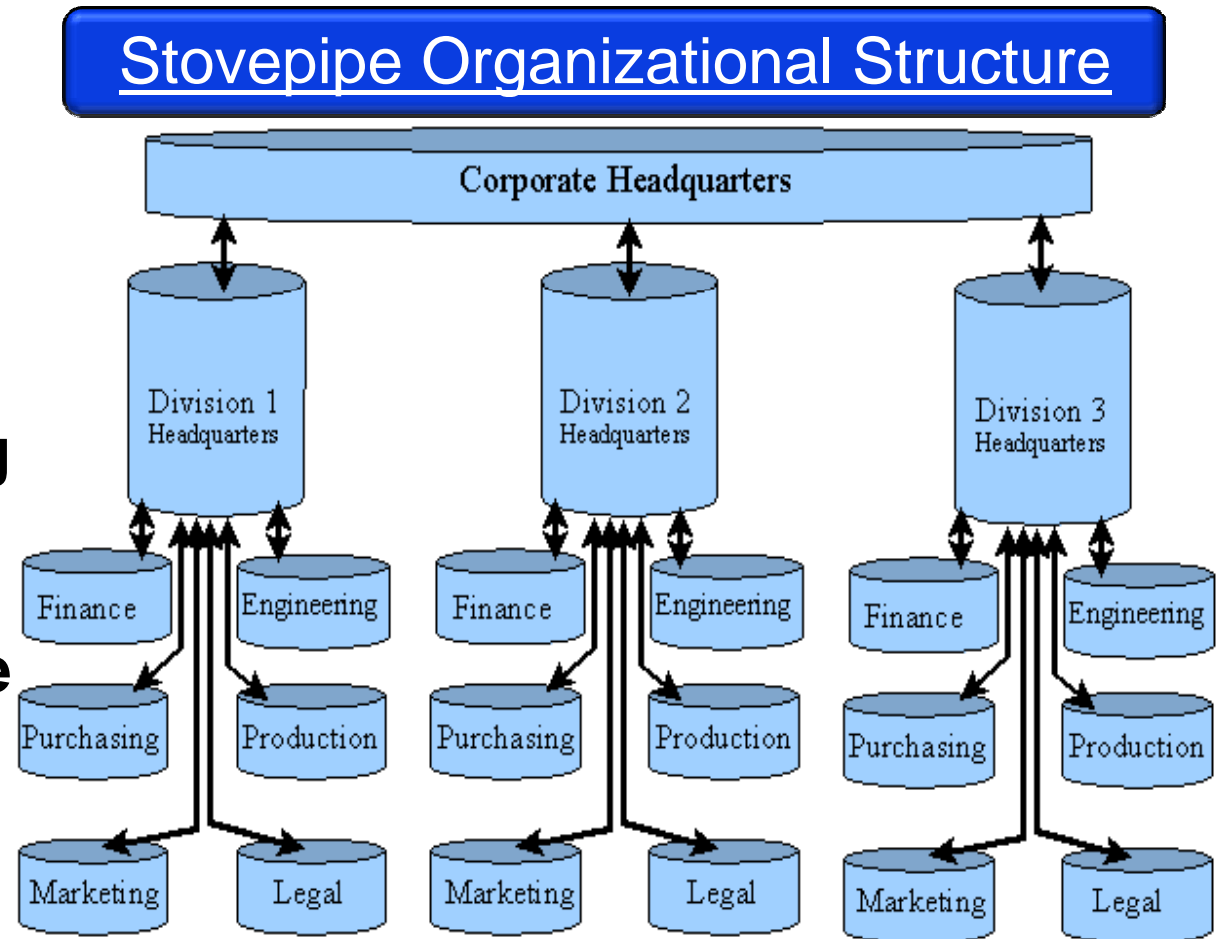 Stovepipe Organizational Structure
Corporate Headquarters
Division 1
Headquarters
Division 2
Headquarters
Division 3
Headquarters
g
Finance
Engineering
Finance
Engineering
Finance
Engineering
e
Purchasing
Production
Purchasing
Production
Purchasing
Production
Marketing
Legal
Marketing
Legal
Marketing
Legal